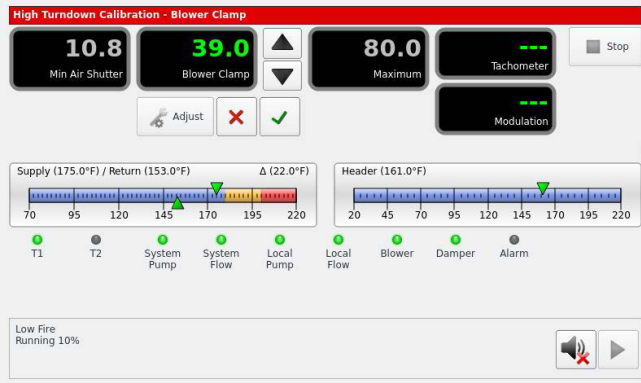 High Turndown Calibration - Blower Clamp
10.8
Min Air Shutter
39.0
Blower Clamp
80.0
Maximum
---
Tachometer
Stop
Adjust
---
Modulation
Supply (175.0°F) / Return (153.0°F) Δ (22.0°F)
70 95 120 145 170 195 220
Header (161.0°F)
20 45 70 95 120 145 170 195 220
T1
T2
System
Pump
System
Flow
Local
Pump
Local
Flow
Blower
Damper
Alarm
Low Fire
Running 10%